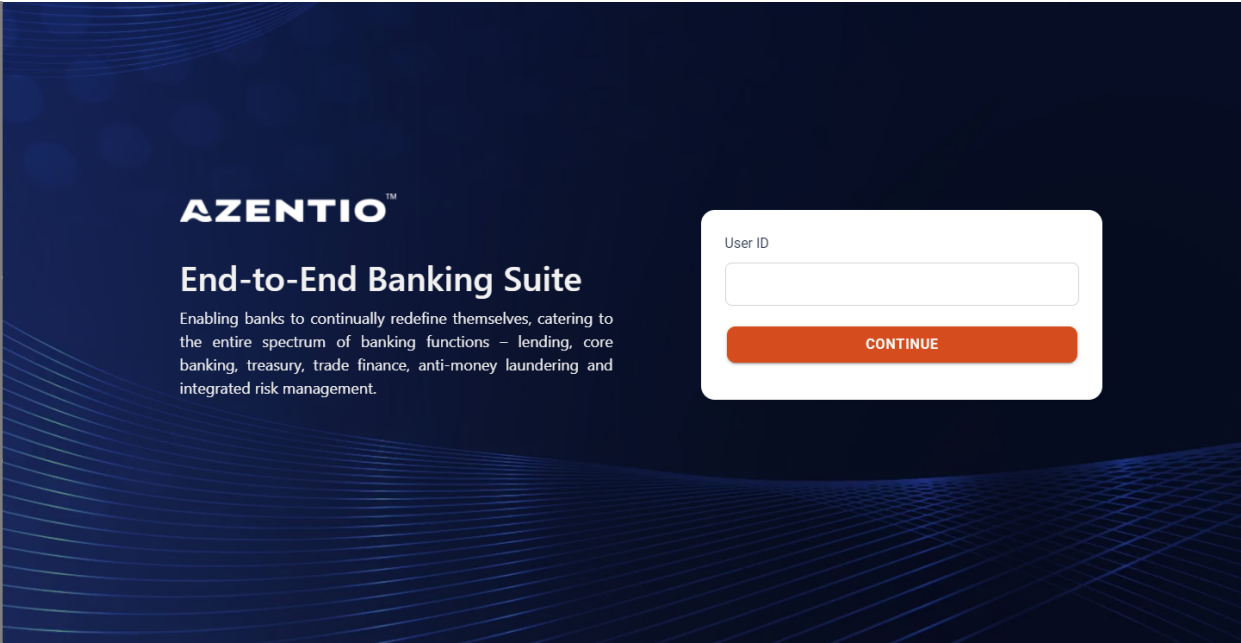 AZENTIO™
End-to-End Banking Suite
Enabling banks to continually redefine themselves, catering to
the entire spectrum of banking functions – lending, core
banking, treasury, trade finance, anti-money laundering and
integrated risk management.
User ID
CONTINUE